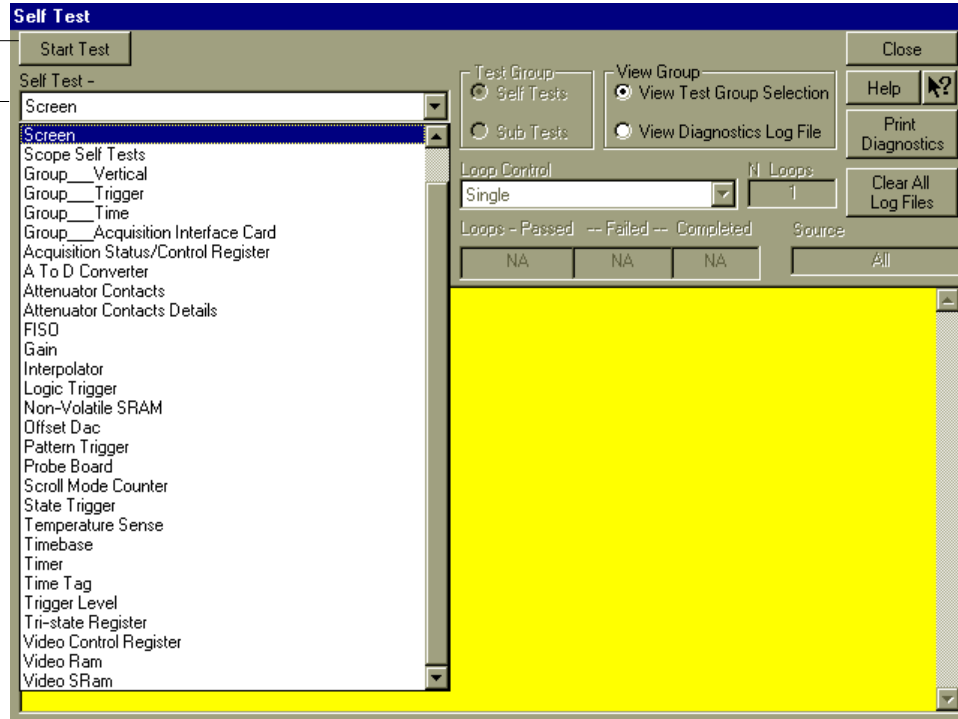 Self Test
Start Test
Close
Self Test -
Screen
Test Group
Self Tests
Sub Tests
View Group
View Test Group Selection
View Diagnostics Log File
Help
Print
Diagnostics
Loop Control
Single
N Loops
1
Clear All
Log Files
Loops - Passed -- Failed -- Completed
Source
NA
NA
NA
All
Screen
Scope Self Tests
Group___Vertical
Group___Trigger
Group___Time
Group___Acquisition Interface Card
Acquisition Status/Control Register
A To D Converter
Attenuator Contacts
Attenuator Contacts Details
FISO
Gain
Interpolator
Logic Trigger
Non-Volatile SRAM
Offset Dac
Pattern Trigger
Probe Board
Scroll Mode Counter
State Trigger
Temperature Sense
Timebase
Timer
Time Tag
Trigger Level
Tri-state Register
Video Control Register
Video Ram
Video SRam